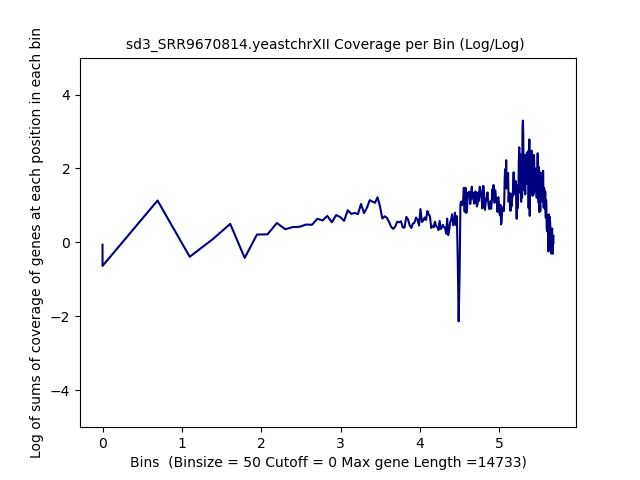 sd3_SRR9670814.yeastchrXII Coverage per Bin (Log/Log)
Log of sums of coverage of genes at each position in each bin
4
2
0
−2
−4
0 1 2 3 4 5
Bins  (Binsize = 50 Cutoff = 0 Max gene Length =14733)